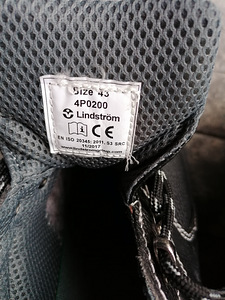 Size 43
4P0200
Lindström
CE
EN ISO 20345: 2011, S3 SRC
11/2017